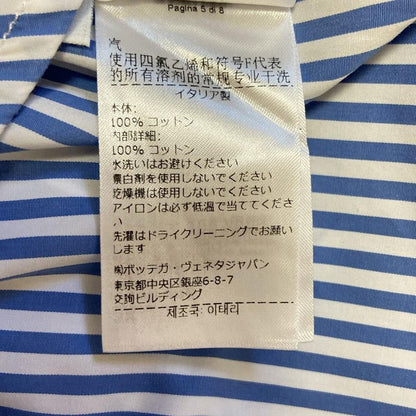 Pagina 5 di 8
汽
使用四氯乙烯和符号F代表
的所有溶剂的常规专业干洗
イタリア製
本体:
100% コットン
内部詳細:
100% コットン
水洗いはお避けください
漂白剤を使用しないでください
乾燥機は使用しないでください
アイロンは必ず低温で当ててくださ
い
洗濯はドライクリーニングでお願いし
ます
㈱ボッテガ・ヴェネタジャパン
東京都中央区銀座6-8-7
交詢ビルディング
제조국: 이태리